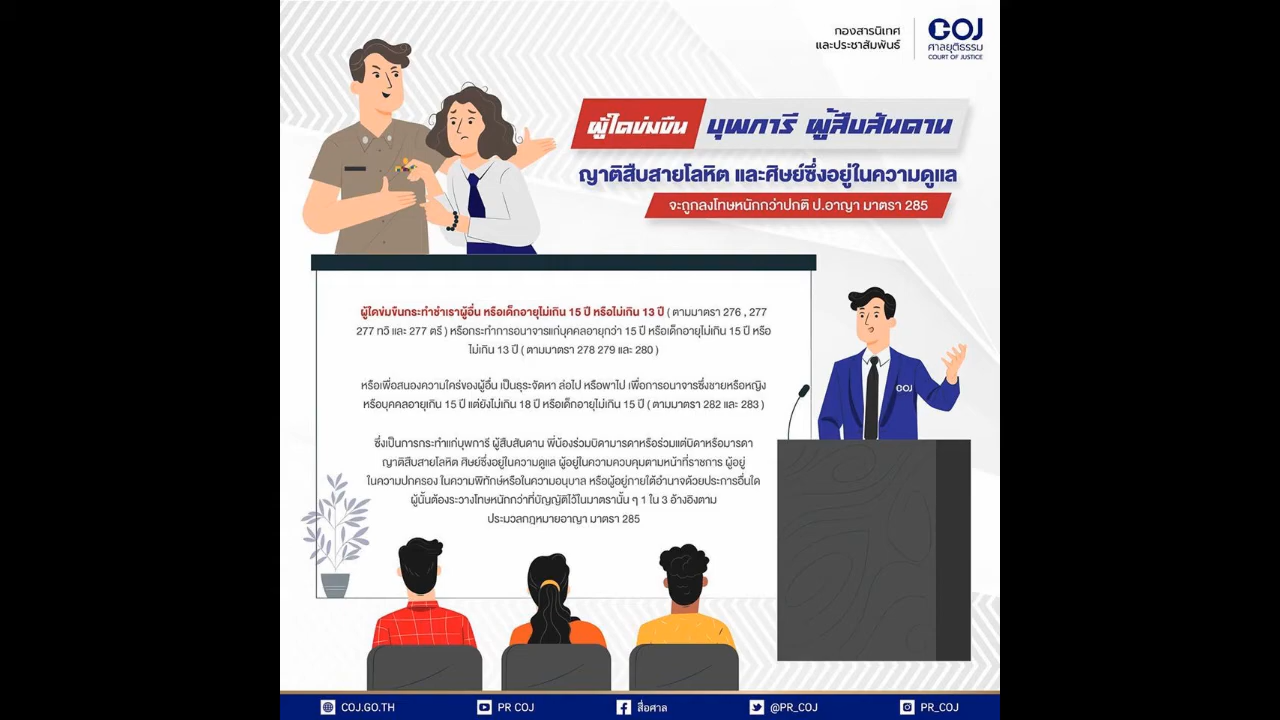 กองสารนิเทศ
และประชาสัมพันธ์
COJ
ศาลยุติธรรม
COURT OF JUSTICE
ผู้ใดข่มขืน บุพการี ผู้สืบสันดาน
ญาติสืบสายโลหิต และศิษย์ซึ่งอยู่ในความดูแล
จะถูกลงโทษหนักกว่าปกติ ป.อาญา มาตรา 285
ผู้ใดข่มขืนกระทำชำเราผู้อื่น หรือเด็กอายุไม่เกิน 15 ปี หรือไม่เกิน 13 ปี ( ตามมาตรา 276 , 277
277 ทวิ และ 277 ตรี ) หรือกระทำการอนาจารแก่บุคคลอายุกว่า 15 ปี หรือเด็กอายุไม่เกิน 15 ปี หรือ
ไม่เกิน 13 ปี ( ตามมาตรา 278 279 และ 280 )
หรือเพื่อสนองความใคร่ของผู้อื่น เป็นธุระจัดหา ล่อไป หรือพาไป เพื่อการอนาจารซึ่งชายหรือหญิง
หรือบุคคลอายุเกิน 15 ปี แต่ยังไม่เกิน 18 ปี หรือเด็กอายุไม่เกิน 15 ปี ( ตามมาตรา 282 และ 283 )
ซึ่งเป็นการกระทำแก่บุพการี ผู้สืบสันดาน พี่น้องร่วมบิดามารดาหรือร่วมแต่บิดาหรือมารดา
ญาติสืบสายโลหิต ศิษย์ซึ่งอยู่ในความดูแล ผู้อยู่ในความควบคุมตามหน้าที่ราชการ ผู้อยู่
ในความปกครอง ในความพิทักษ์หรือในความอนุบาล หรือผู้อยู่ภายใต้อำนาจด้วยประการอื่นใด
ผู้นั้นต้องระวางโทษหนักกว่าที่บัญญัติไว้ในมาตรานั้น ๆ 1 ใน 3 อ้างอิงตาม
ประมวลกฎหมายอาญา มาตรา 285
COJ
COJ.GO.TH PR COJ สื่อศาล @PR_COJ PR_COJ